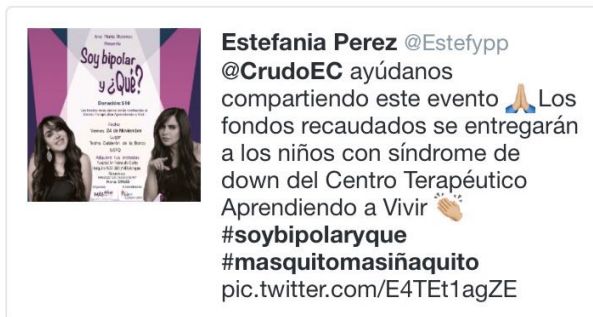 Soy bipolar
y ¿Qué?
Donación: $10
Fecha
Viernes 24 de Noviembre
Lugar
Estefania Perez @Estefypp
@CrudoEC ayúdanos
compartiendo este evento 🙏🏼Los
fondos recaudados se entregarán
a los niños con síndrome de
down del Centro Terapéutico
Aprendiendo a Vivir 👏🏼
#soybipolaryque
#masquitomasiñaquito
pic.twitter.com/E4TEt1agZE